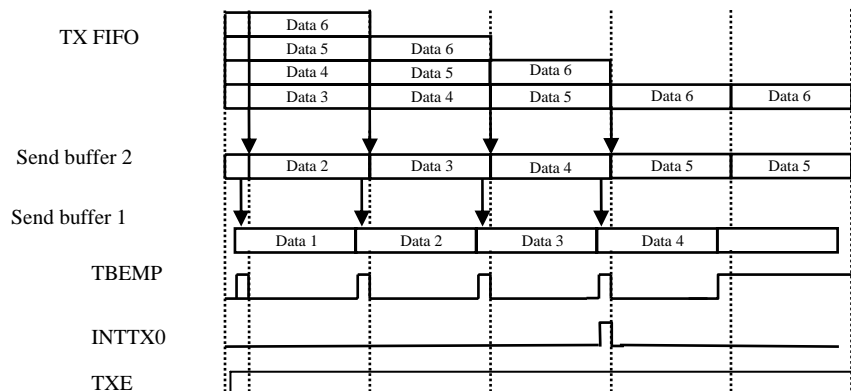 TX FIFO
Data 6
Data 5 Data 6
Data 4 Data 5 Data 6
Data 3 Data 4 Data 5 Data 6 Data 6
Send buffer 2
Data 2 Data 3 Data 4 Data 5 Data 5
Send buffer 1
Data 1 Data 2 Data 3 Data 4
TBEMP
INTTX0
TXE